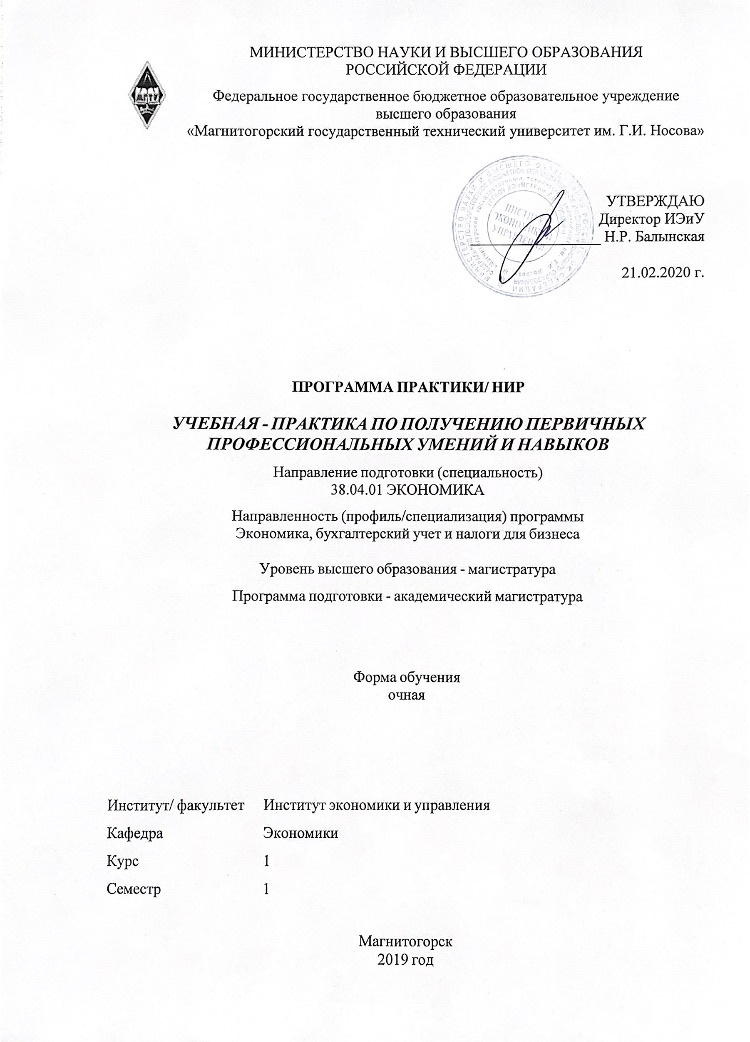 МИНИСТЕРСТВО НАУКИ И ВЫСШЕГО ОБРАЗОВАНИЯ
РОССИЙСКОЙ ФЕДЕРАЦИИ
Федеральное государственное бюджетное образовательное учреждение
высшего образования
«Магнитогорский государственный технический университет им. Г.И. Носова»
МГТУ
УТВЕРЖДАЮ
Директор ИЭиУ
Н.Р. Балынская
ИНСТИТУТ
ЭКОНОМИКИ И
УПРАВЛЕНИЯ
21.02.2020 г.
ПРОГРАММА ПРАКТИКИ/ НИР
УЧЕБНАЯ - ПРАКТИКА ПО ПОЛУЧЕНИЮ ПЕРВИЧНЫХ
ПРОФЕССИОНАЛЬНЫХ УМЕНИЙ И НАВЫКОВ
Направление подготовки (специальность)
38.04.01 ЭКОНОМИКА
Направленность (профиль/специализация) программы
Экономика, бухгалтерский учет и налоги для бизнеса
Уровень высшего образования - магистратура
Программа подготовки - академический магистратура
Форма обучения
очная
Институт/ факультет Институт экономики и управления
Кафедра Экономики
Курс 1
Семестр 1
Магнитогорск
2019 год